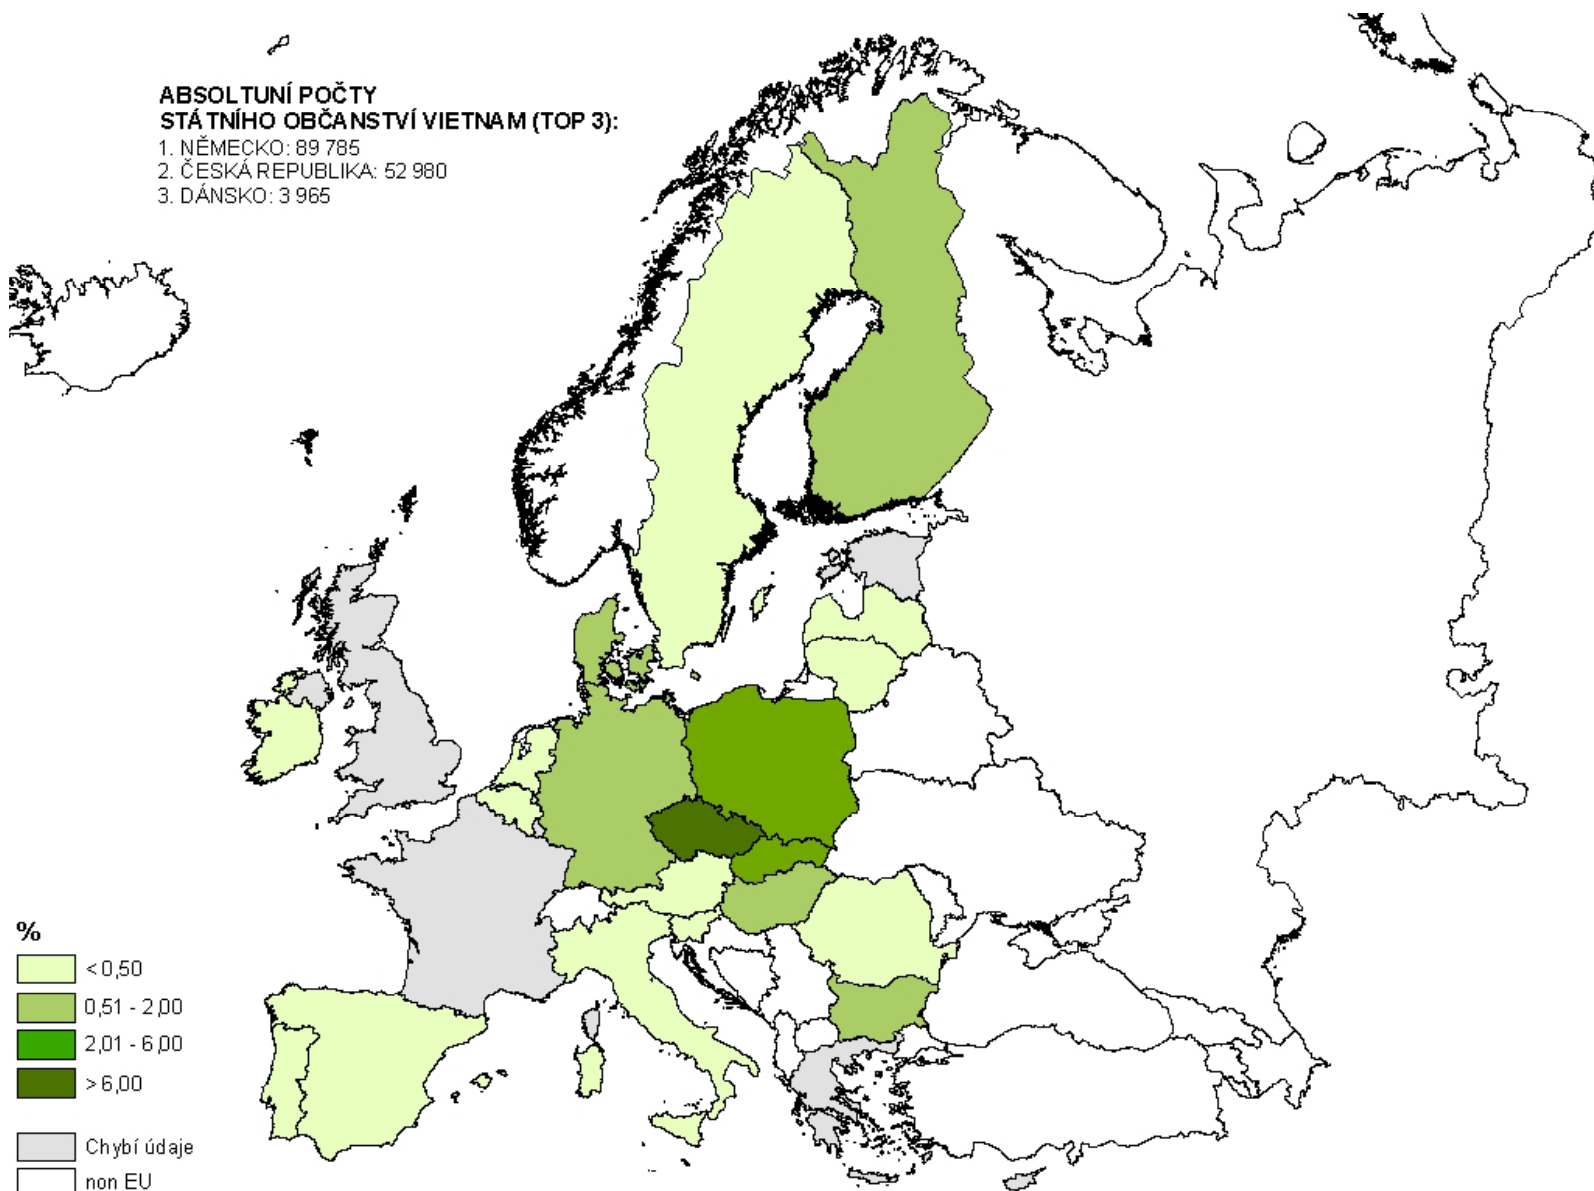 ABSOLTUNÍ POČTY
STÁTNÍHO OBČANSTVÍ VIETNAM (TOP 3):
1. NĚMECKO: 89 785
2. ČESKÁ REPUBLIKA: 52 980
3. DÁNSKO: 3 965
%
< 0,50
0,51 - 2,00
2,01 - 6,00
> 6,00
Chybí údaje
non EU